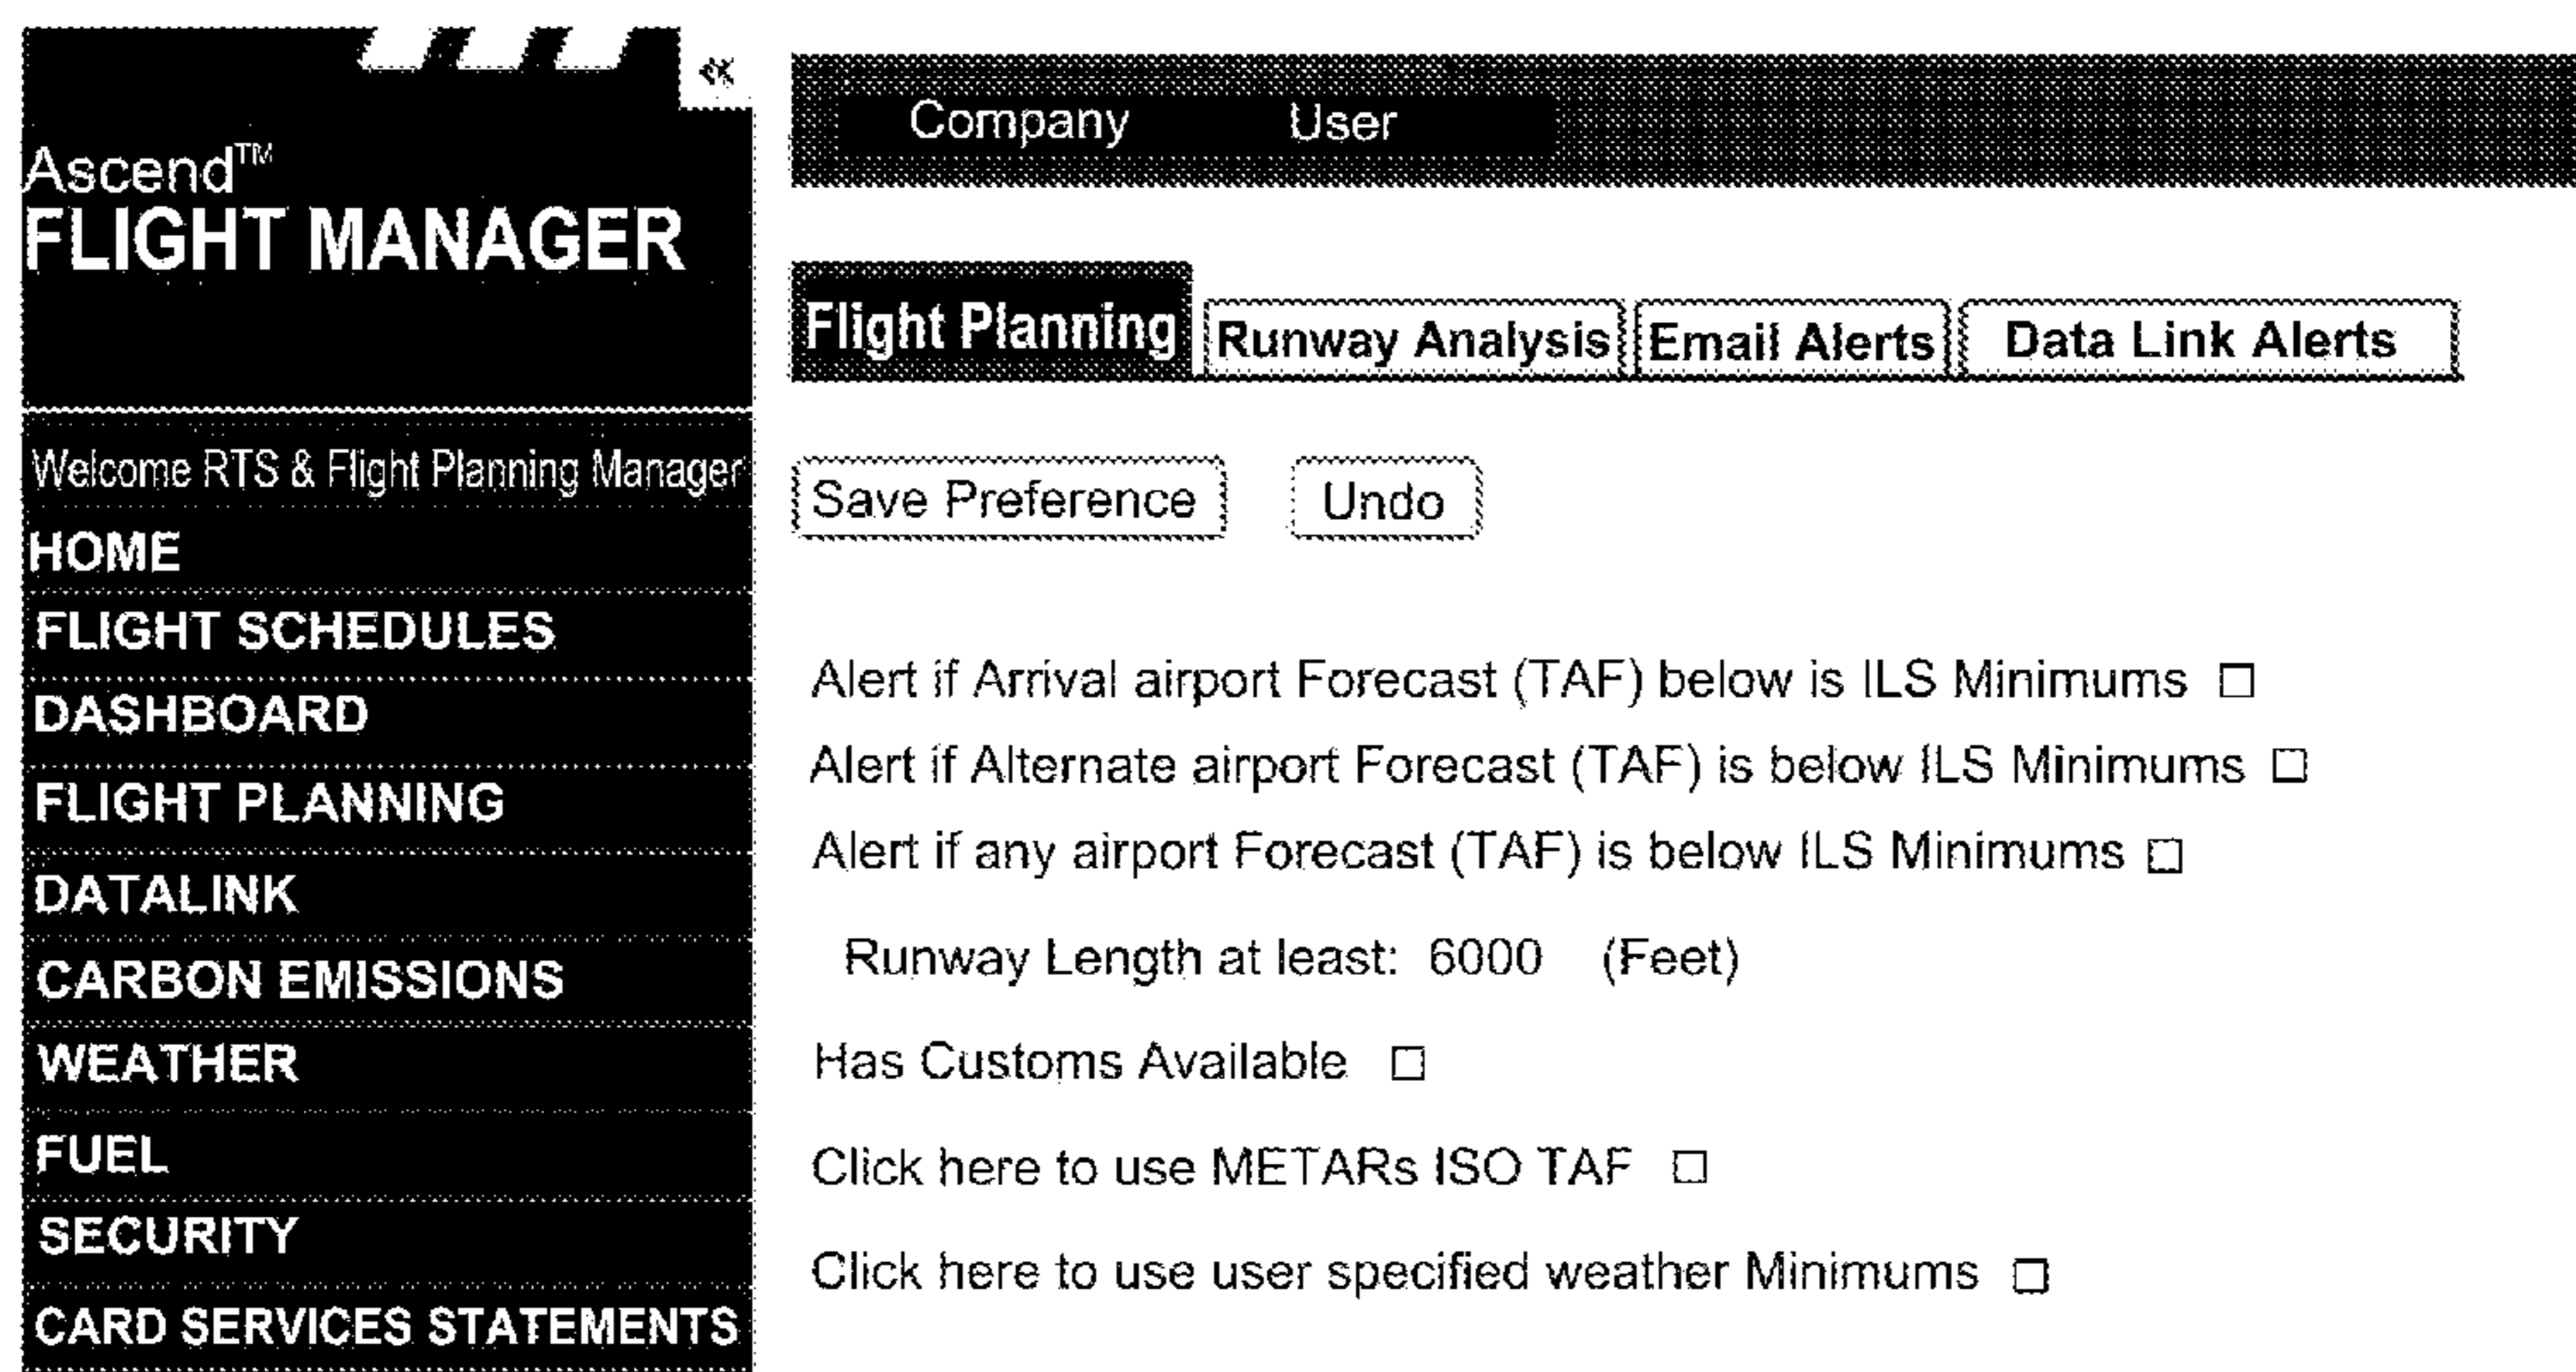 «
Ascend™
FLIGHT MANAGER
Welcome RTS & Flight Planning Manager
HOME
FLIGHT SCHEDULES
DASHBOARD
FLIGHT PLANNING
DATALINK
CARBON EMISSIONS
WEATHER
FUEL
SECURITY
CARD SERVICES STATEMENTS
Company User
Flight Planning Runway Analysis Email Alerts Data Link Alerts
Save Preference Undo
Alert if Arrival airport Forecast (TAF) below is ILS Minimums
Alert if Alternate airport Forecast (TAF) is below ILS Minimums
Alert if any airport Forecast (TAF) is below ILS Minimums
Runway Length at least: 6000 (Feet)
Has Customs Available
Click here to use METARs ISO TAF
Click here to use user specified weather Minimums